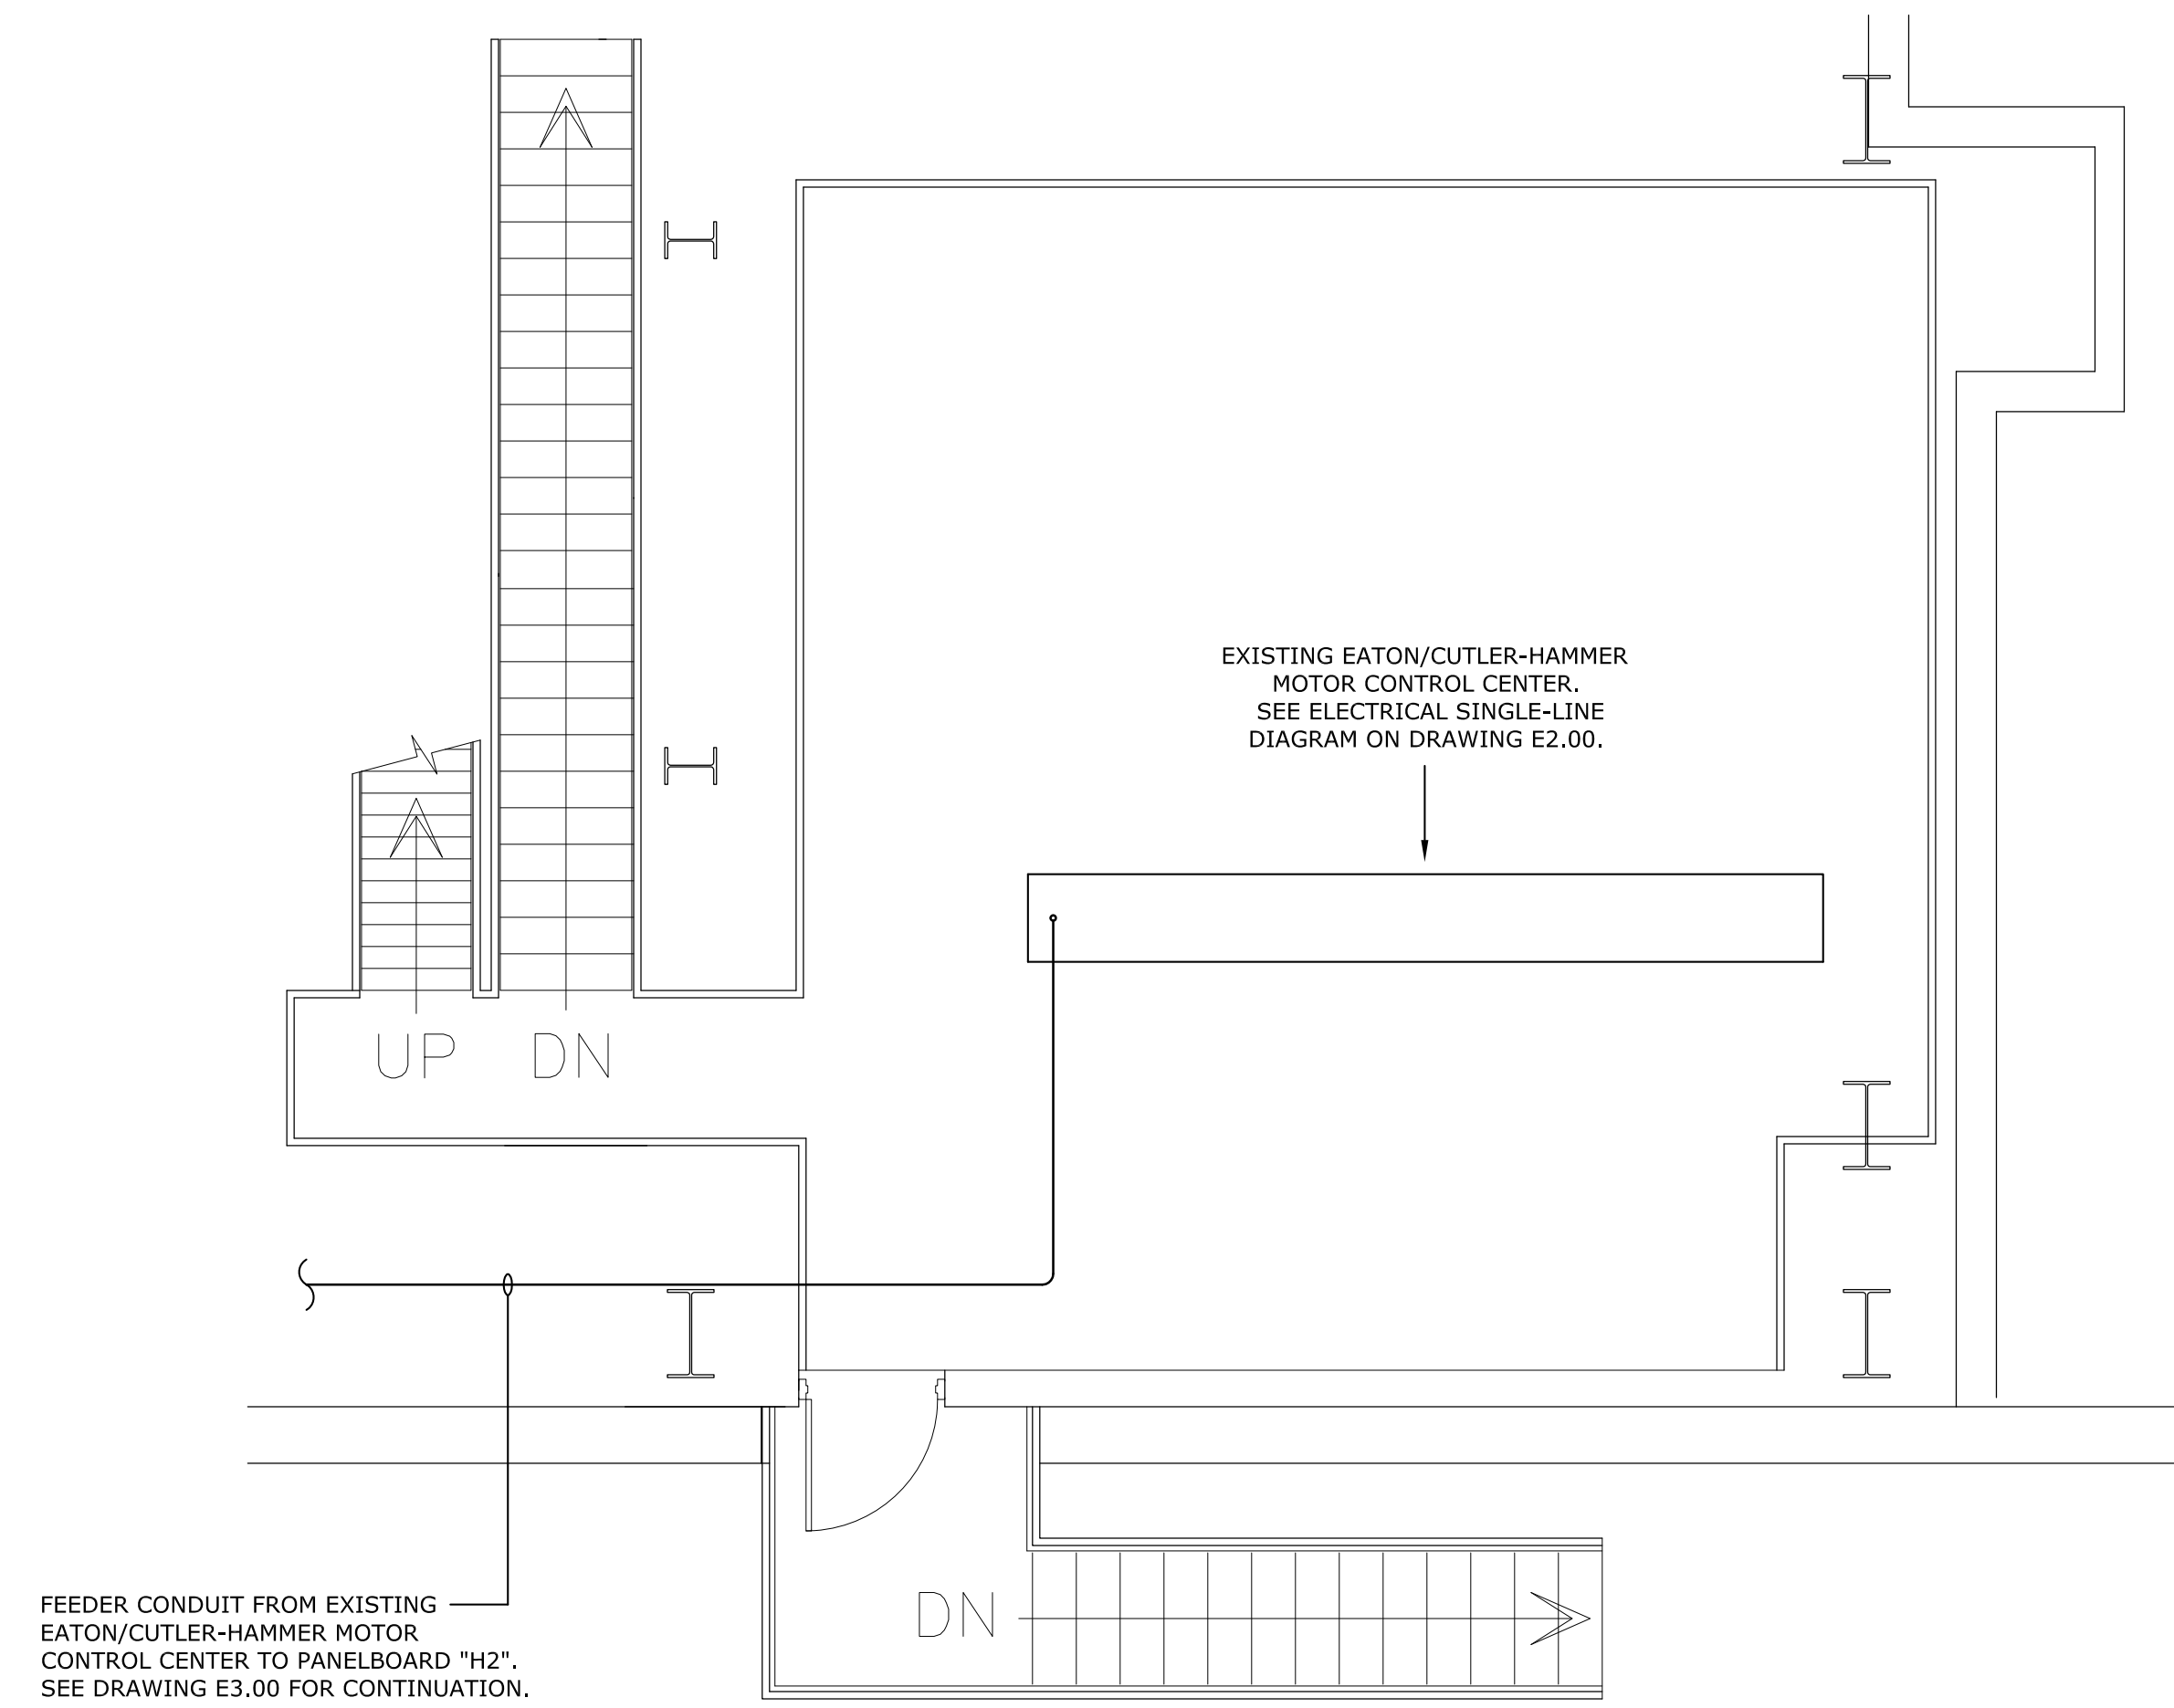 EXISTING EATON/CUTLER-HAMMER
MOTOR CONTROL CENTER.
SEE ELECTRICAL SINGLE-LINE
DIAGRAM ON DRAWING E2.00.
UP
DN
DN
FEEDER CONDUIT FROM EXISTING
EATON/CUTLER-HAMMER MOTOR
CONTROL CENTER TO PANELBOARD "H2".
SEE DRAWING E3.00 FOR CONTINUATION.